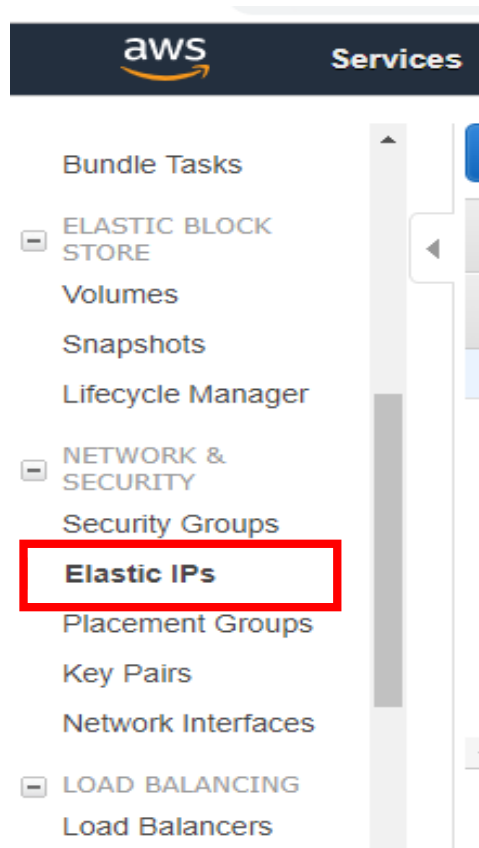 aws
Services
Bundle Tasks
ELASTIC BLOCK
STORE
Volumes
Snapshots
Lifecycle Manager
NETWORK &
SECURITY
Security Groups
Elastic IPs
Placement Groups
Key Pairs
Network Interfaces
LOAD BALANCING
Load Balancers